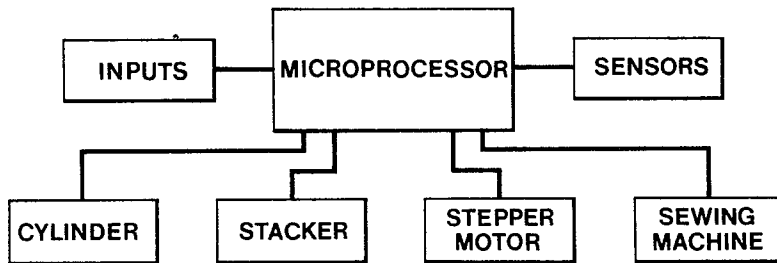 INPUTS
MICROPROCESSOR
SENSORS
CYLINDER
STACKER
STEPPER
MOTOR
SEWING
MACHINE